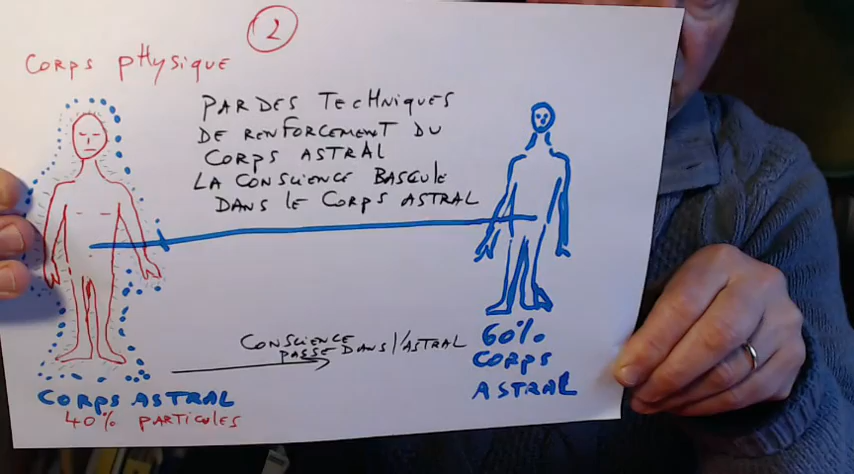 2
CORPS PHYSIQUE
PAR DES TECHNIQUES
DE RENFORCEMENT DU
CORPS ASTRAL
LA CONSCIENCE BASCULE
DANS LE CORPS ASTRAL
CONSCIENCE
PASSE DANS l'ASTRAL
60%
CORPS
ASTRAL
CORPS ASTRAL
40% PARTICULES